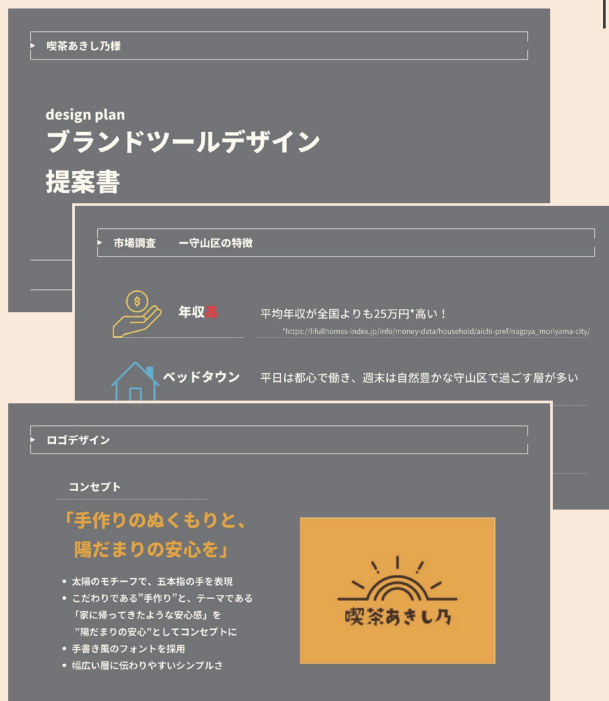 喫茶あきし乃様
design plan
ブランドツールデザイン
提案書
市場調査 ー守山区の特徴
$
年収高
平均年収が全国よりも25万円*高い！
*https://lifullhomes-index.jp/info/money-data/household/aichi-pref/nagoya_moriyama-city/
ベッドタウン
平日は都心で働き、週末は自然豊かな守山区で過ごす層が多い
ロゴデザイン
コンセプト
「手作りのぬくもりと、
陽だまりの安心を」
• 太陽のモチーフで、五本指の手を表現
• こだわりである”手作り”と、テーマである
「家に帰ってきたような安心感」を
”陽だまりの安心”としてコンセプトに
• 手書き風のフォントを採用
• 幅広い層に伝わりやすいシンプルさ
喫茶あきし乃